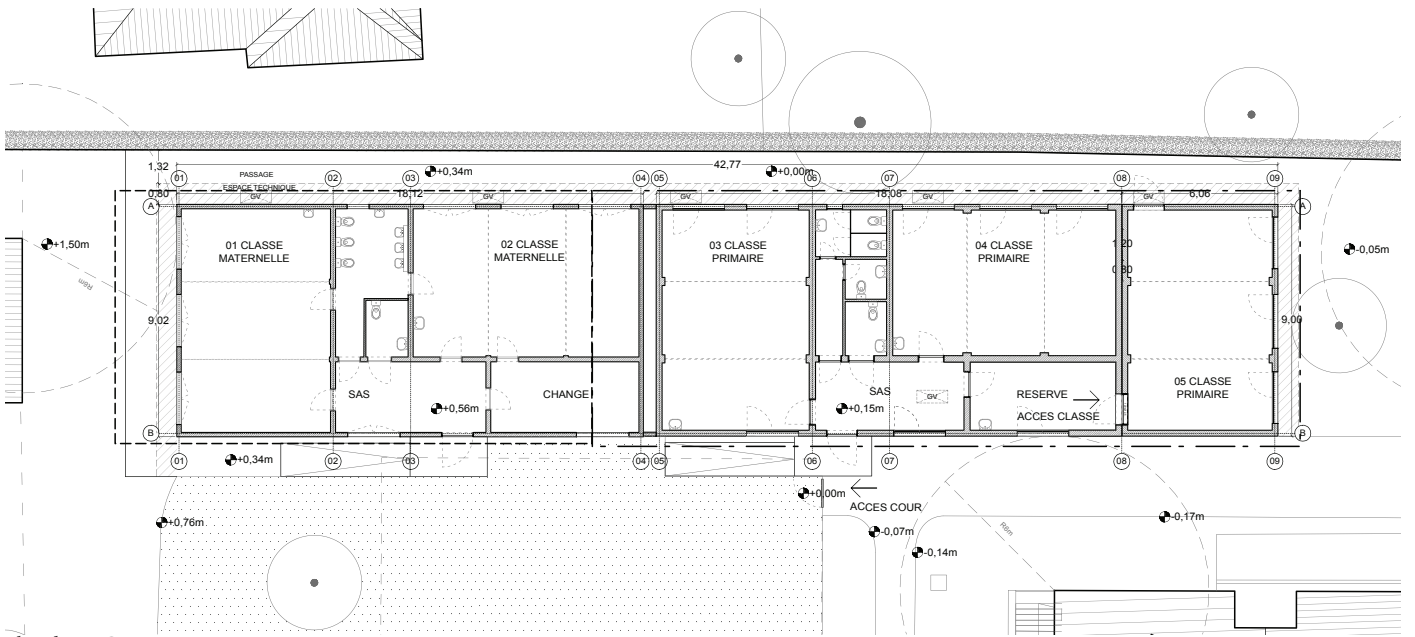 1,32
42,77
PASSAGE
+0,34m
+0,00m
01
02
03
04
05
06
07
08
09
0,80
ESPACE TECHNIQUE
18,12
18,08
6,06
GV
GV
GV
GV
GV
A
A
+1,50m
01 CLASSE
MATERNELLE
02 CLASSE
MATERNELLE
03 CLASSE
PRIMAIRE
04 CLASSE
PRIMAIRE
1,20
0,80
-0,05m
R6m
9,02
9,00
SAS
CHANGE
+0,56m
SAS
GV
+0,15m
RESERVE
ACCES CLASSE
05 CLASSE
PRIMAIRE
B
B
01
02
03
04
05
06
07
08
09
+0,34m
+0,00m
ACCES COUR
+0,76m
-0,07m
-0,14m
R6m
-0,17m